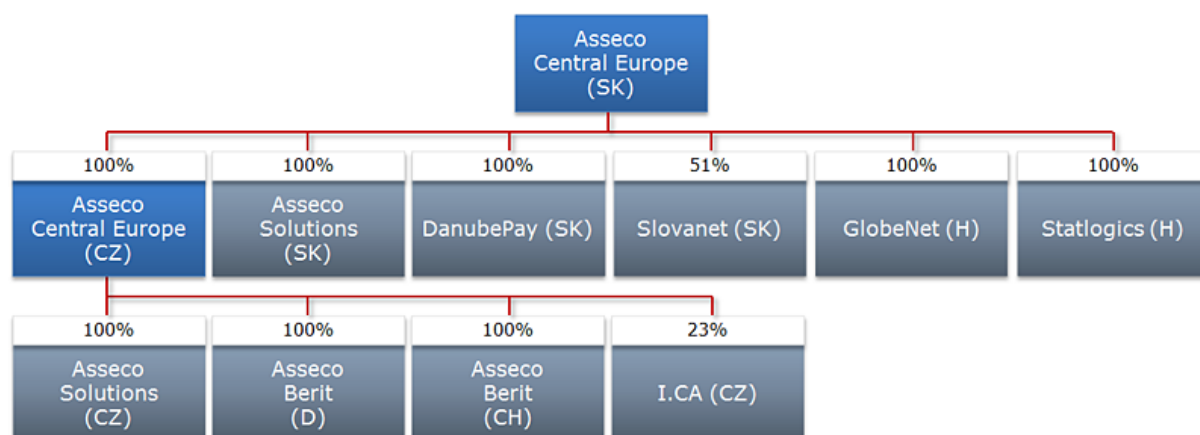 Asseco
Central Europe
(SK)
100% 100% 100% 51% 100% 100%
Asseco
Central Europe
(CZ)
Asseco
Solutions
(SK)
DanubePay (SK)
Slovanet (SK)
GlobeNet (H)
Statlogics (H)
100% 100% 100% 23%
Asseco
Solutions
(CZ)
Asseco
Berit
(D)
Asseco
Berit
(CH)
I.CA (CZ)